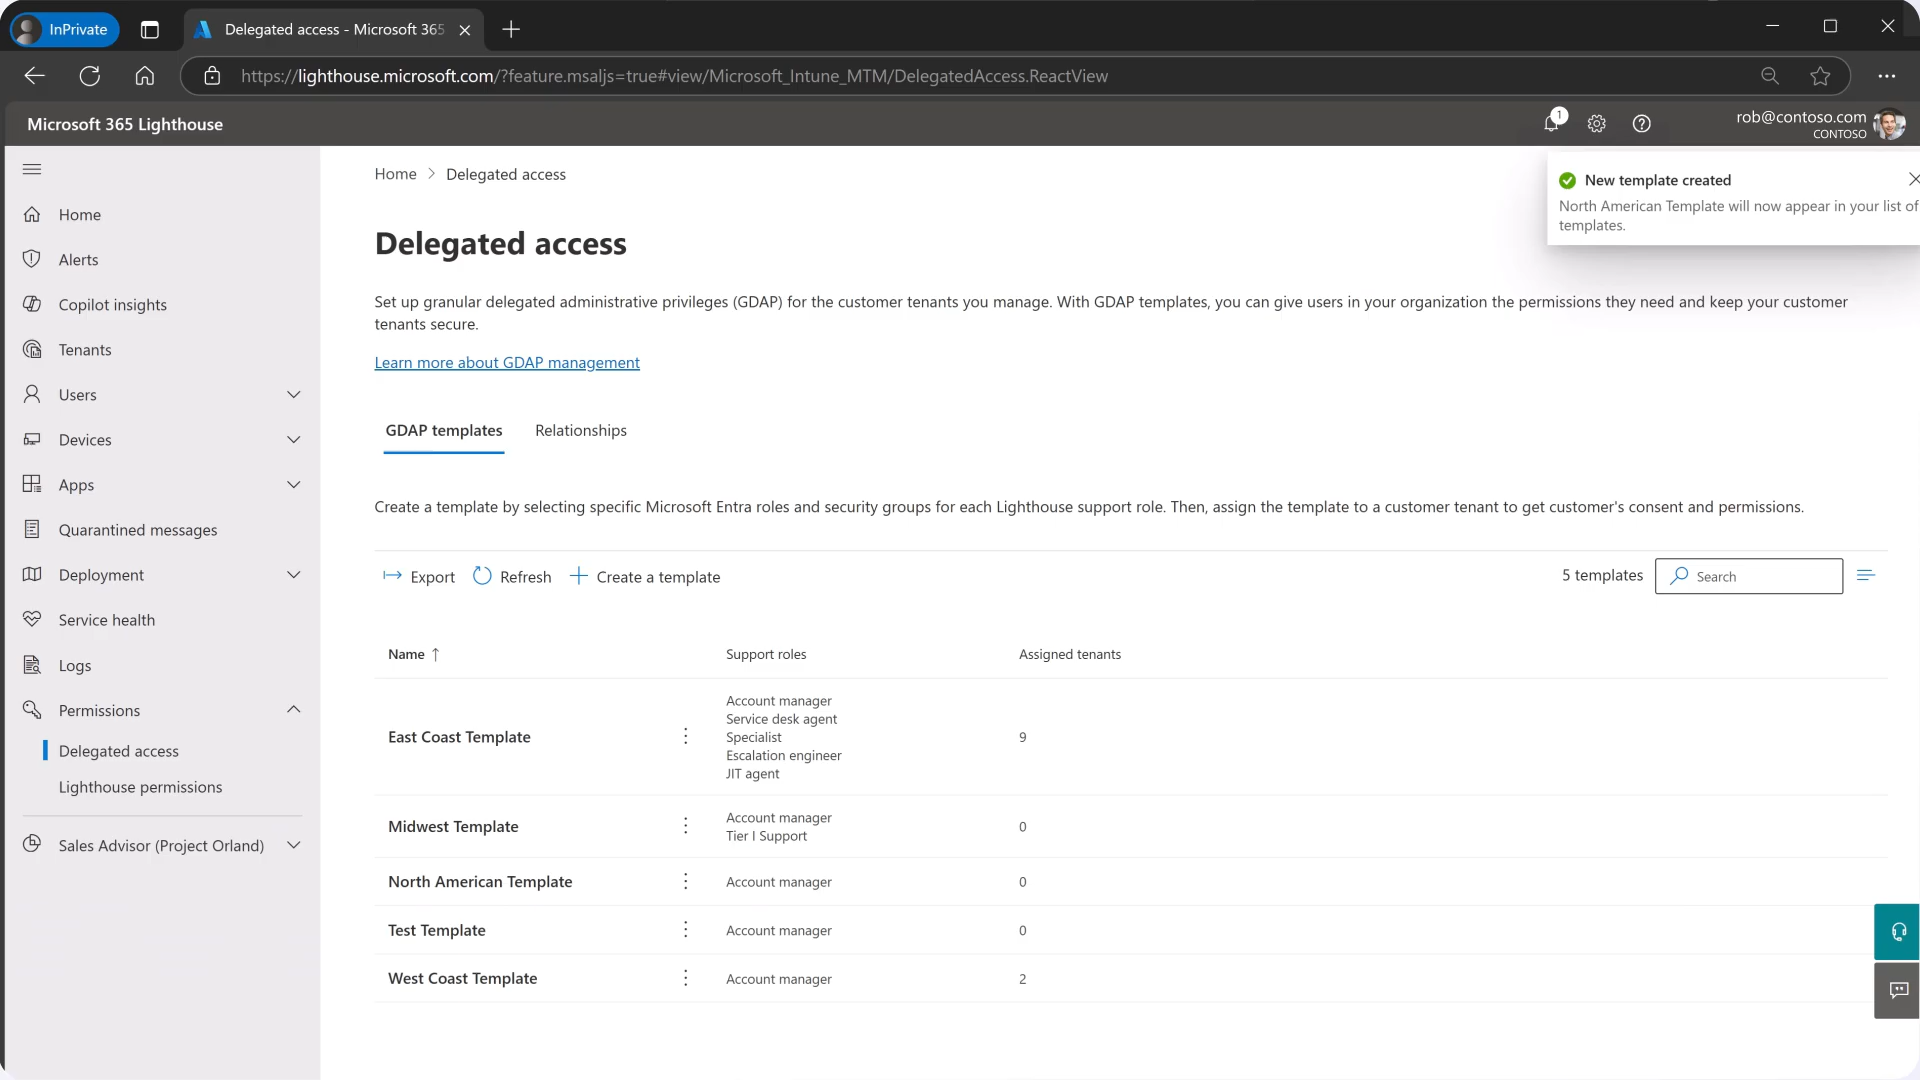 InPrivate
Delegated access - Microsoft 365
https://lighthouse.microsoft.com/?feature.msaljs=true#view/Microsoft_Intune_MTM/DelegatedAccess.ReactView
Microsoft 365 Lighthouse
1
rob@contoso.com
CONTOSO
New template created
North American Template will now appear in your list of
templates.
Home
Alerts
Copilot insights
Tenants
Users
Devices
Apps
Quarantined messages
Deployment
Service health
Logs
Permissions
Delegated access
Lighthouse permissions
Sales Advisor (Project Orland)
Home > Delegated access
Delegated access
Set up granular delegated administrative privileges (GDAP) for the customer tenants you manage. With GDAP templates, you can give users in your organization the permissions they need and keep your customer
tenants secure.
Learn more about GDAP management
GDAP templates Relationships
Create a template by selecting specific Microsoft Entra roles and security groups for each Lighthouse support role. Then, assign the template to a customer tenant to get customer's consent and permissions.
Export Refresh Create a template 5 templates Search
Name ↑ Support roles Assigned tenants
East Coast Template
Account manager
Service desk agent
Specialist
Escalation engineer
JIT agent
9
Midwest Template
Account manager
Tier I Support
0
North American Template Account manager 0
Test Template Account manager 0
West Coast Template Account manager 2